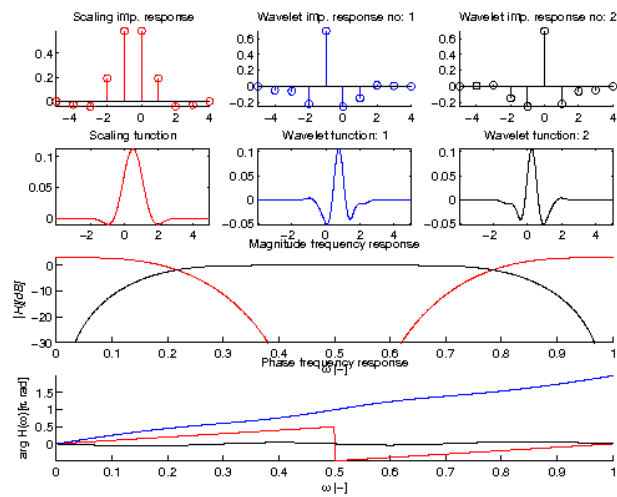 Scaling imp. response
Wavelet imp. response no: 1
Wavelet imp. response no: 2
0.6
0.4
0.2
0
-4 -2 0 2 4
0.6
0.4
0.2
0
-0.2
-4 -2 0 2 4
0.6
0.4
0.2
0
-0.2
-4 -2 0 2 4
Scaling function
Wavelet function: 1
Wavelet function: 2
0.1
0.05
0
-2 0 2 4
0.1
0.05
0
-0.05
-4 -2 0 2 4
0.1
0.05
0
-0.05
-4 -2 0 2 4
Magnitude frequency response
|H|[dB]
0
-10
-20
-30
0 0.1 0.2 0.3 0.4 0.5 0.6 0.7 0.8 0.9 1
ω [-]
Phase frequency response
arg H(ω)[π rad]
1.5
1
0.5
0
-0.5
0 0.1 0.2 0.3 0.4 0.5 0.6 0.7 0.8 0.9 1
ω [-]